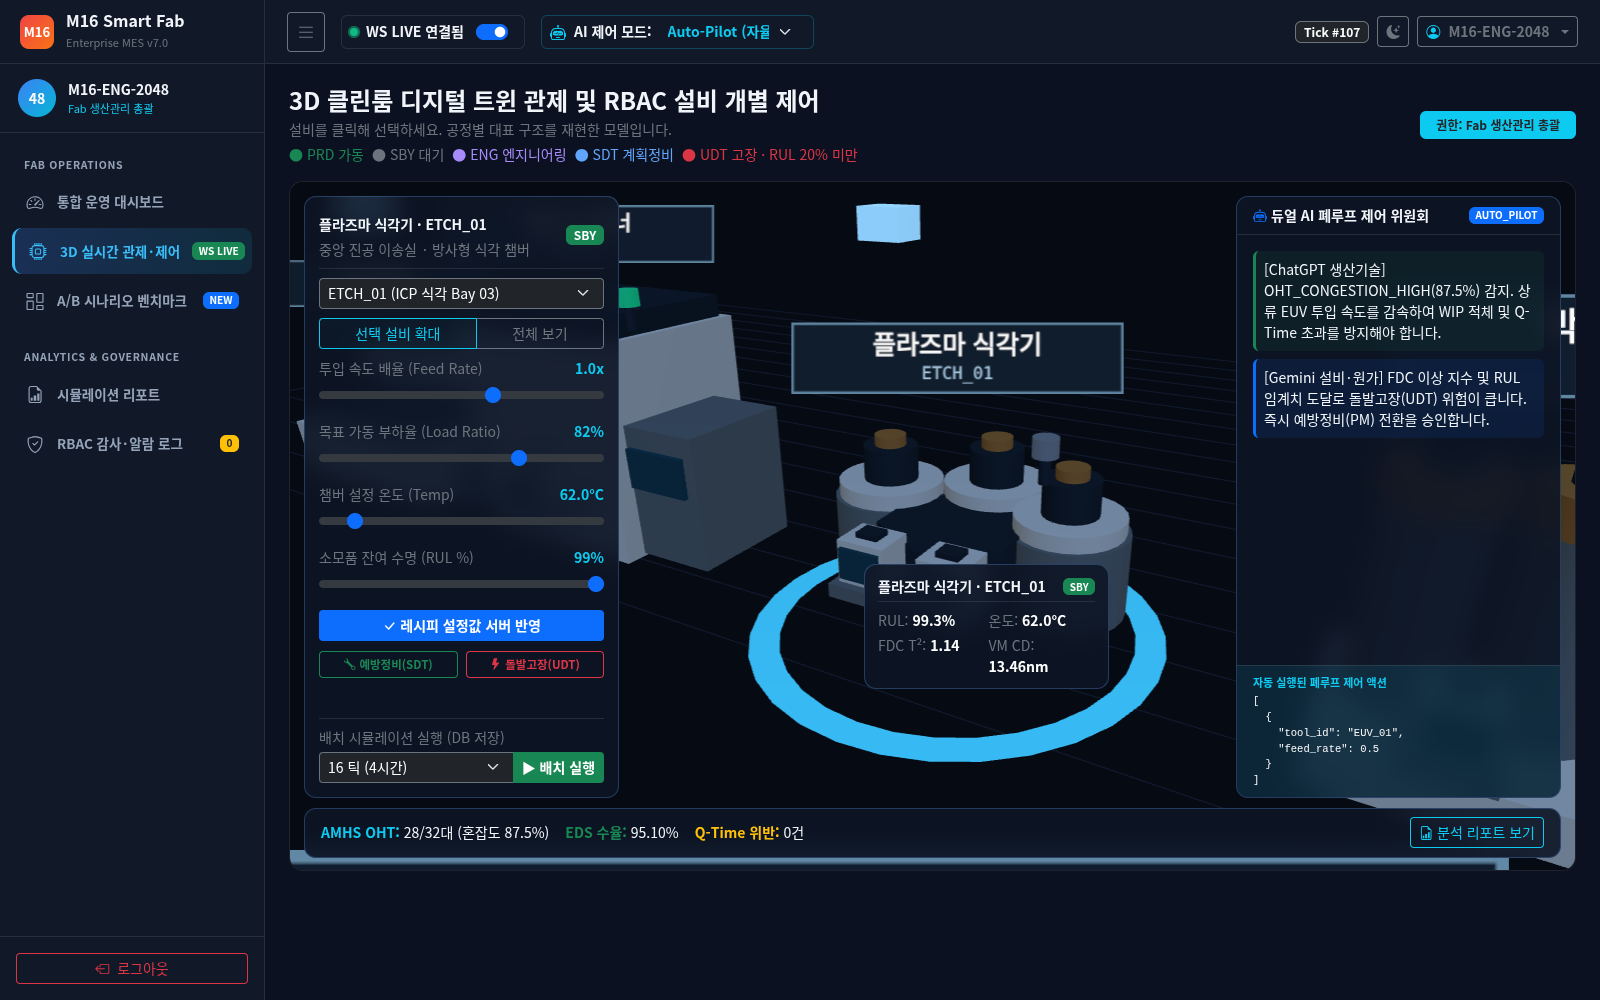 M16
M16 Smart Fab
Enterprise MES v7.0
WS LIVE 연결됨
AI 제어 모드:
Auto-Pilot (자율
Tick #107
M16-ENG-2048
48
M16-ENG-2048
Fab 생산관리 총괄
FAB OPERATIONS
통합 운영 대시보드
3D 실시간 관제·제어
WS LIVE
A/B 시나리오 벤치마크
NEW
ANALYTICS & GOVERNANCE
시뮬레이션 리포트
RBAC 감사·알람 로그
0
로그아웃
3D 클린룸 디지털 트윈 관제 및 RBAC 설비 개별 제어
설비를 클릭해 선택하세요. 공정별 대표 구조를 재현한 모델입니다.
PRD 가동
SBY 대기
ENG 엔지니어링
SDT 계획정비
UDT 고장 · RUL 20% 미만
권한: Fab 생산관리 총괄
플라즈마 식각기 · ETCH_01
SBY
중앙 진공 이송실 · 방사형 식각 챔버
ETCH_01 (ICP 식각 Bay 03)
선택 설비 확대
전체 보기
투입 속도 배율 (Feed Rate)
1.0x
목표 가동 부하율 (Load Ratio)
82%
챔버 설정 온도 (Temp)
62.0°C
소모품 잔여 수명 (RUL %)
99%
레시피 설정값 서버 반영
예방정비(SDT)
돌발고장(UDT)
배치 시뮬레이션 실행 (DB 저장)
16 틱 (4시간)
배치 실행
너
플라즈마 식각기
ETCH_01
플라즈마 식각기 · ETCH_01
SBY
RUL: 99.3%
온도: 62.0°C
FDC T²: 1.14
VM CD:
13.46nm
듀얼 AI 폐루프 제어 위원회
AUTO_PILOT
[ChatGPT 생산기술]
OHT_CONGESTION_HIGH(87.5%) 감지. 상
류 EUV 투입 속도를 감속하여 WIP 적체 및 Q-
Time 초과를 방지해야 합니다.
[Gemini 설비·원가] FDC 이상 지수 및 RUL
임계치 도달로 돌발고장(UDT) 위험이 큽니다.
즉시 예방정비(PM) 전환을 승인합니다.
자동 실행된 폐루프 제어 액션
[
{
"tool_id": "EUV_01",
"feed_rate": 0.5
}
]
AMHS OHT: 28/32대 (혼잡도 87.5%)
EDS 수율: 95.10%
Q-Time 위반: 0건
분석 리포트 보기